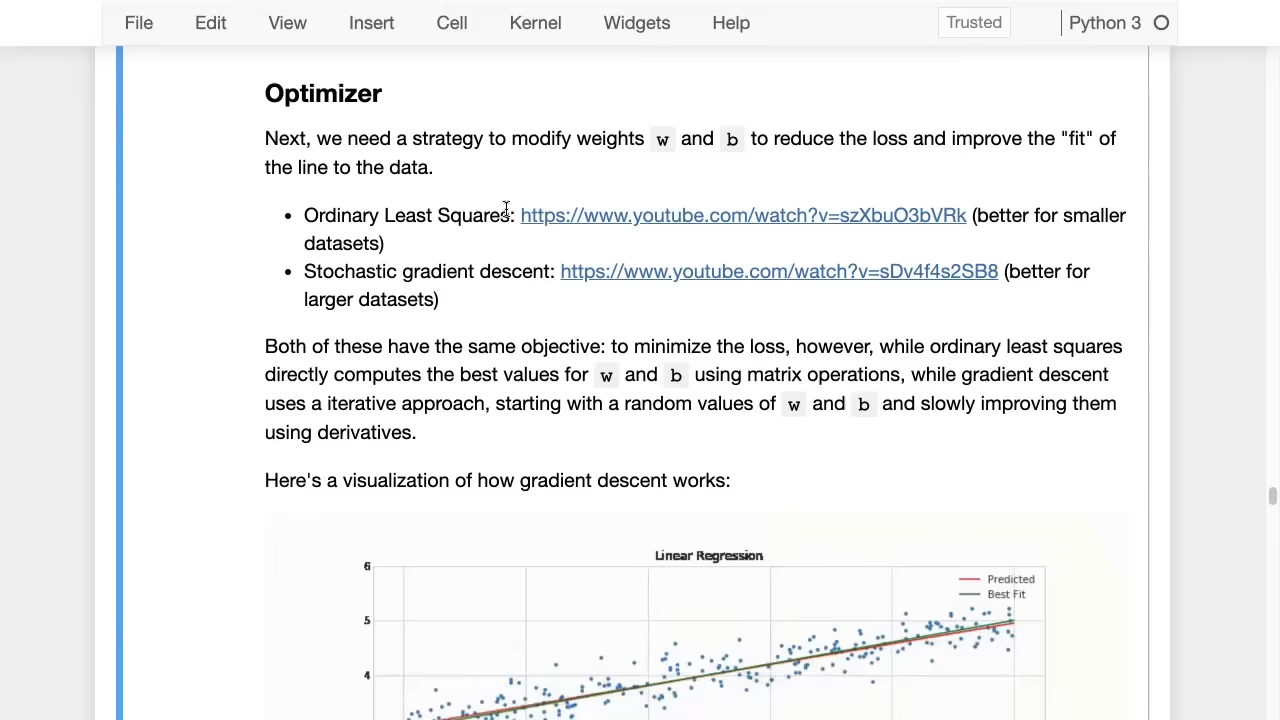 File Edit View Insert Cell Kernel Widgets Help Trusted Python 3
Optimizer
Next, we need a strategy to modify weights w and b to reduce the loss and improve the "fit" of
the line to the data.
• Ordinary Least Squares: https://www.youtube.com/watch?v=szXbuO3bVRk (better for smaller
datasets)
• Stochastic gradient descent: https://www.youtube.com/watch?v=sDv4f4s2SB8 (better for
larger datasets)
Both of these have the same objective: to minimize the loss, however, while ordinary least squares
directly computes the best values for w and b using matrix operations, while gradient descent
uses a iterative approach, starting with a random values of w and b and slowly improving them
using derivatives.
Here's a visualization of how gradient descent works:
Linear Regression
6
Predicted
Best Fit
5
4